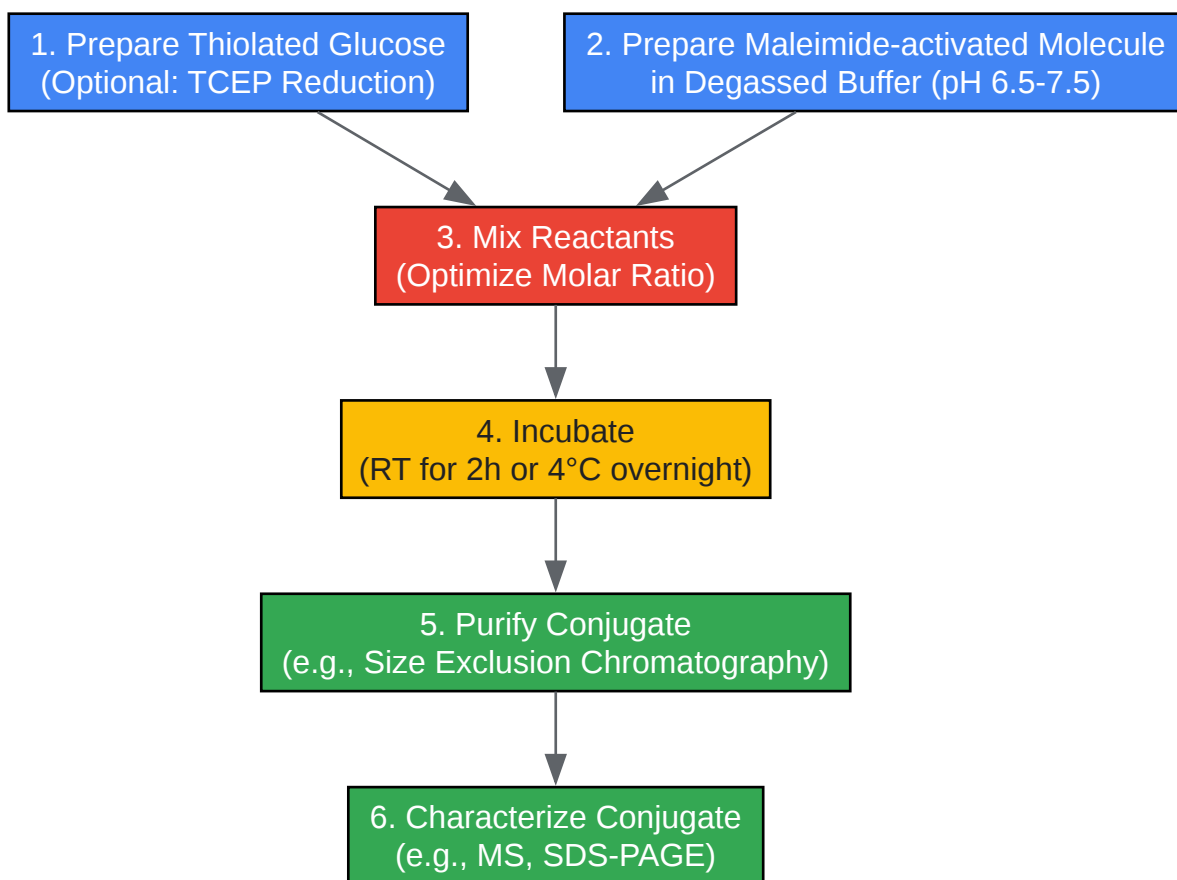 1. Prepare Thiolated Glucose
(Optional: TCEP Reduction)
2. Prepare Maleimide-activated Molecule
in Degassed Buffer (pH 6.5-7.5)
3. Mix Reactants
(Optimize Molar Ratio)
4. Incubate
(RT for 2h or 4°C overnight)
5. Purify Conjugate
(e.g., Size Exclusion Chromatography)
6. Characterize Conjugate
(e.g., MS, SDS-PAGE)